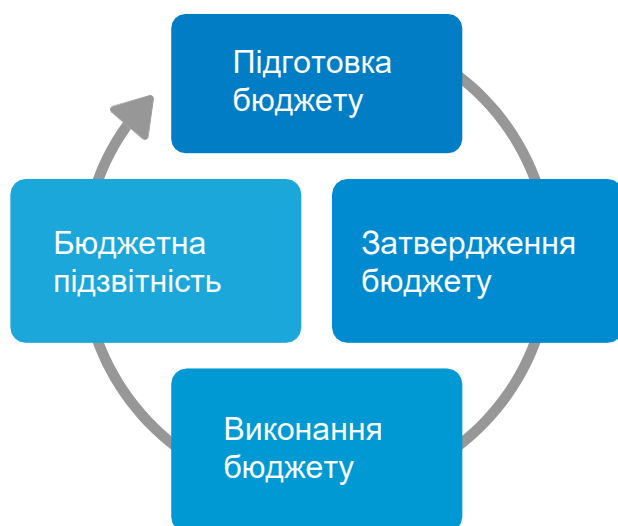 Підготовка
бюджету
Бюджетна
підзвітність
Затвердження
бюджету
Виконання
бюджету